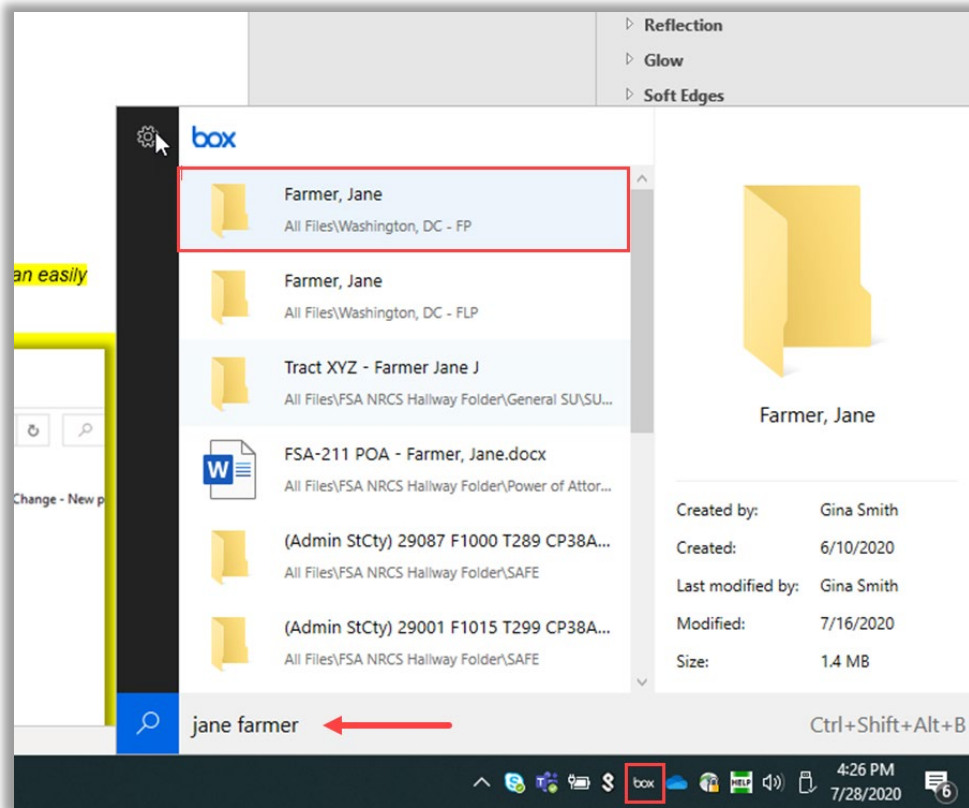 Reflection
Glow
Soft Edges
box
Farmer, Jane
All Files\Washington, DC - FP
Farmer, Jane
All Files\Washington, DC - FLP
Tract XYZ - Farmer Jane J
All Files\FSA NRCS Hallway Folder\General SU\SU...
W
FSA-211 POA - Farmer, Jane.docx
All Files\FSA NRCS Hallway Folder\Power of Attor...
(Admin StCty) 29087 F1000 T289 CP38A...
All Files\FSA NRCS Hallway Folder\SAFE
(Admin StCty) 29001 F1015 T299 CP38A...
All Files\FSA NRCS Hallway Folder\SAFE
Farmer, Jane
Created by: Gina Smith
Created: 6/10/2020
Last modified by: Gina Smith
Modified: 7/16/2020
Size: 1.4 MB
an easily
Change - New p
jane farmer
Ctrl+Shift+Alt+B
box
HELP
4:26 PM
7/28/2020
6